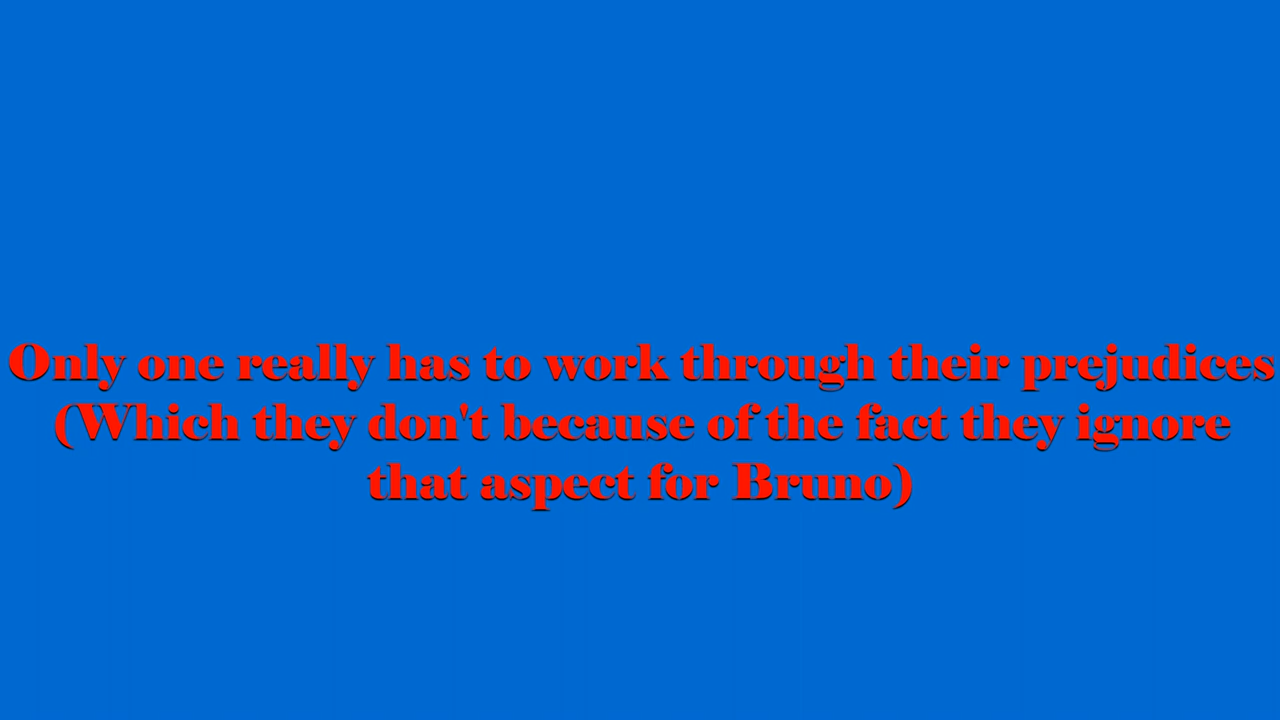 Only one really has to work through their prejudices
(Which they don't because of the fact they ignore
that aspect for Bruno)